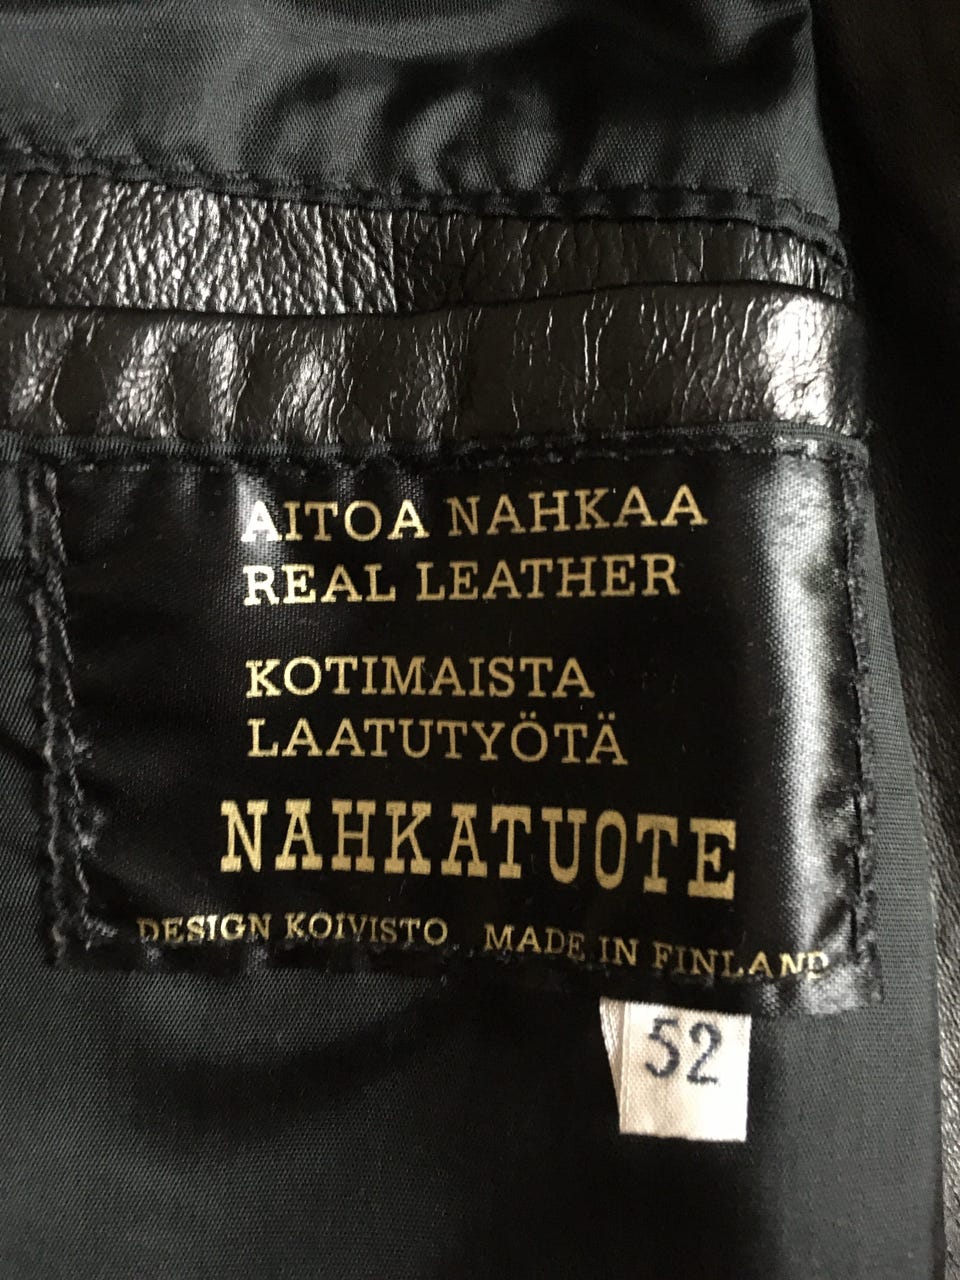 AITOA NAHKAA
REAL LEATHER
KOTIMAISTA
LAATUTYÖTÄ
NAHKATUOTE
DESIGN KOIVISTO MADE IN FINLAND
52